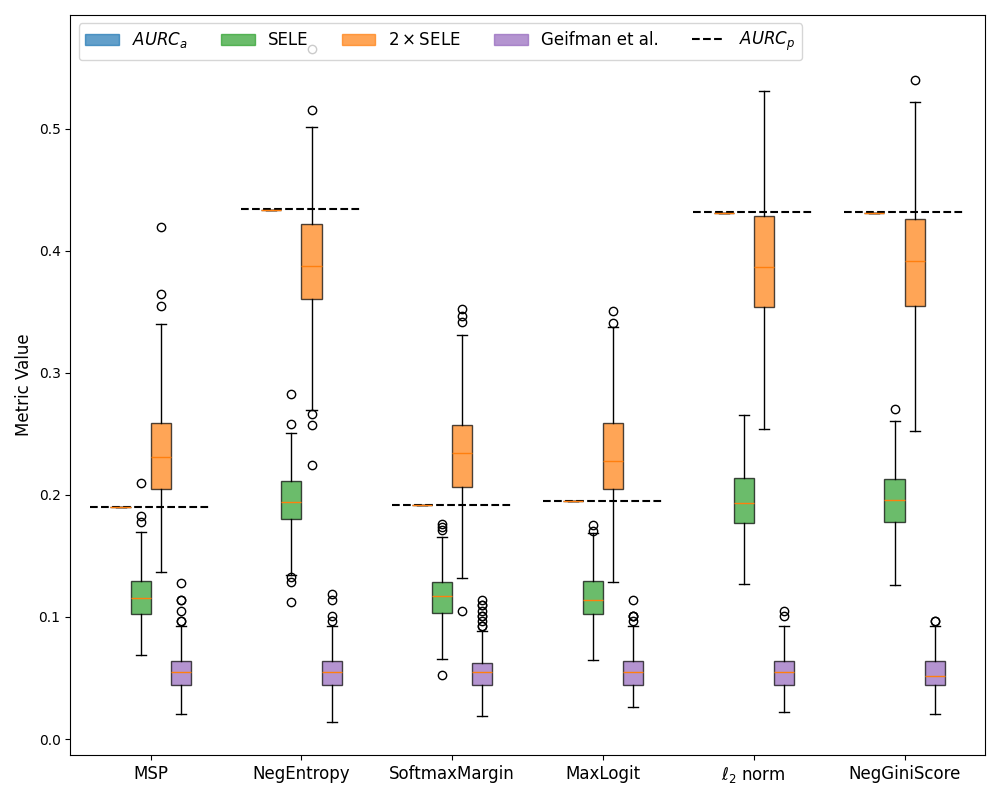 AURC_a SELE 2 × SELE Geifman et al. AURC_p
0.5
0.4
0.3
0.2
0.1
0.0
Metric Value
MSP NegEntropy SoftmaxMargin MaxLogit ℓ₂ norm NegGiniScore